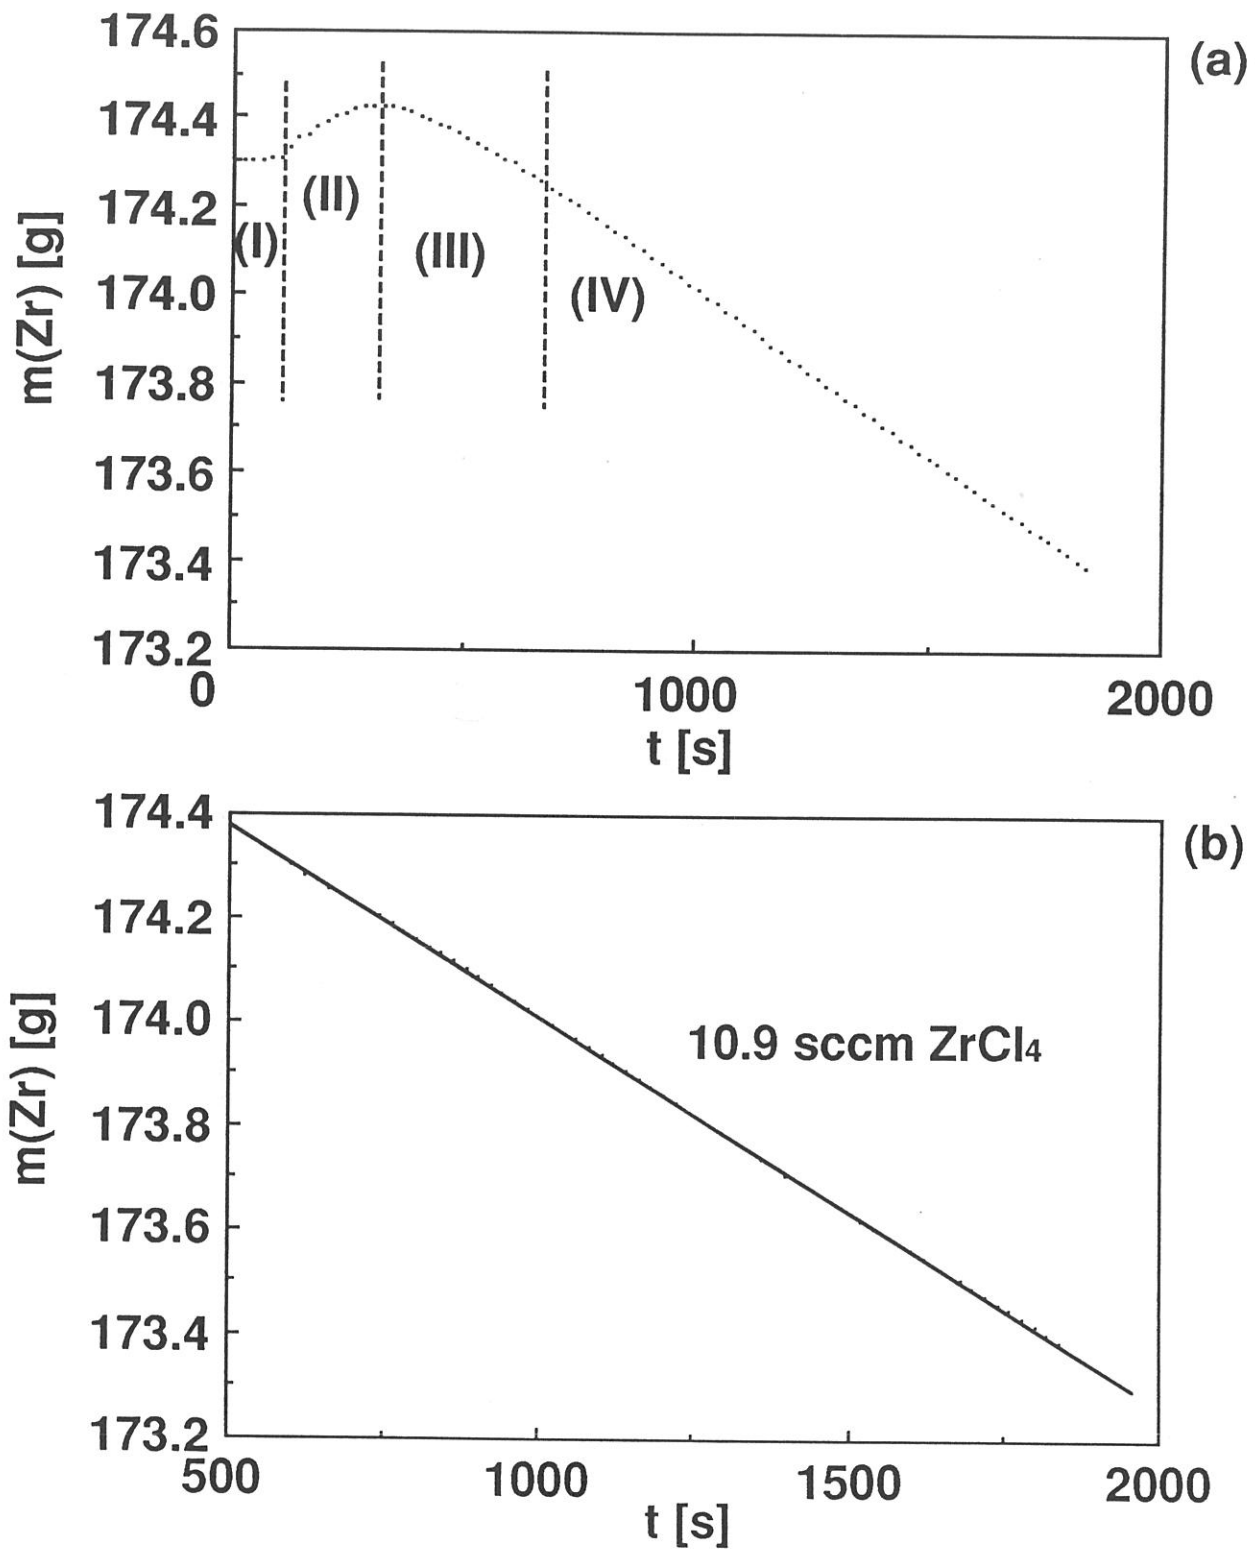 174.6
(a)
174.4
174.2
174.0
173.8
173.6
173.4
173.2
m(Zr) [g]
(I)
(II)
(III)
(IV)
0
1000
2000
t [s]
174.4
(b)
174.2
174.0
173.8
173.6
173.4
173.2
m(Zr) [g]
10.9 sccm ZrCl4
500
1000
1500
2000
t [s]